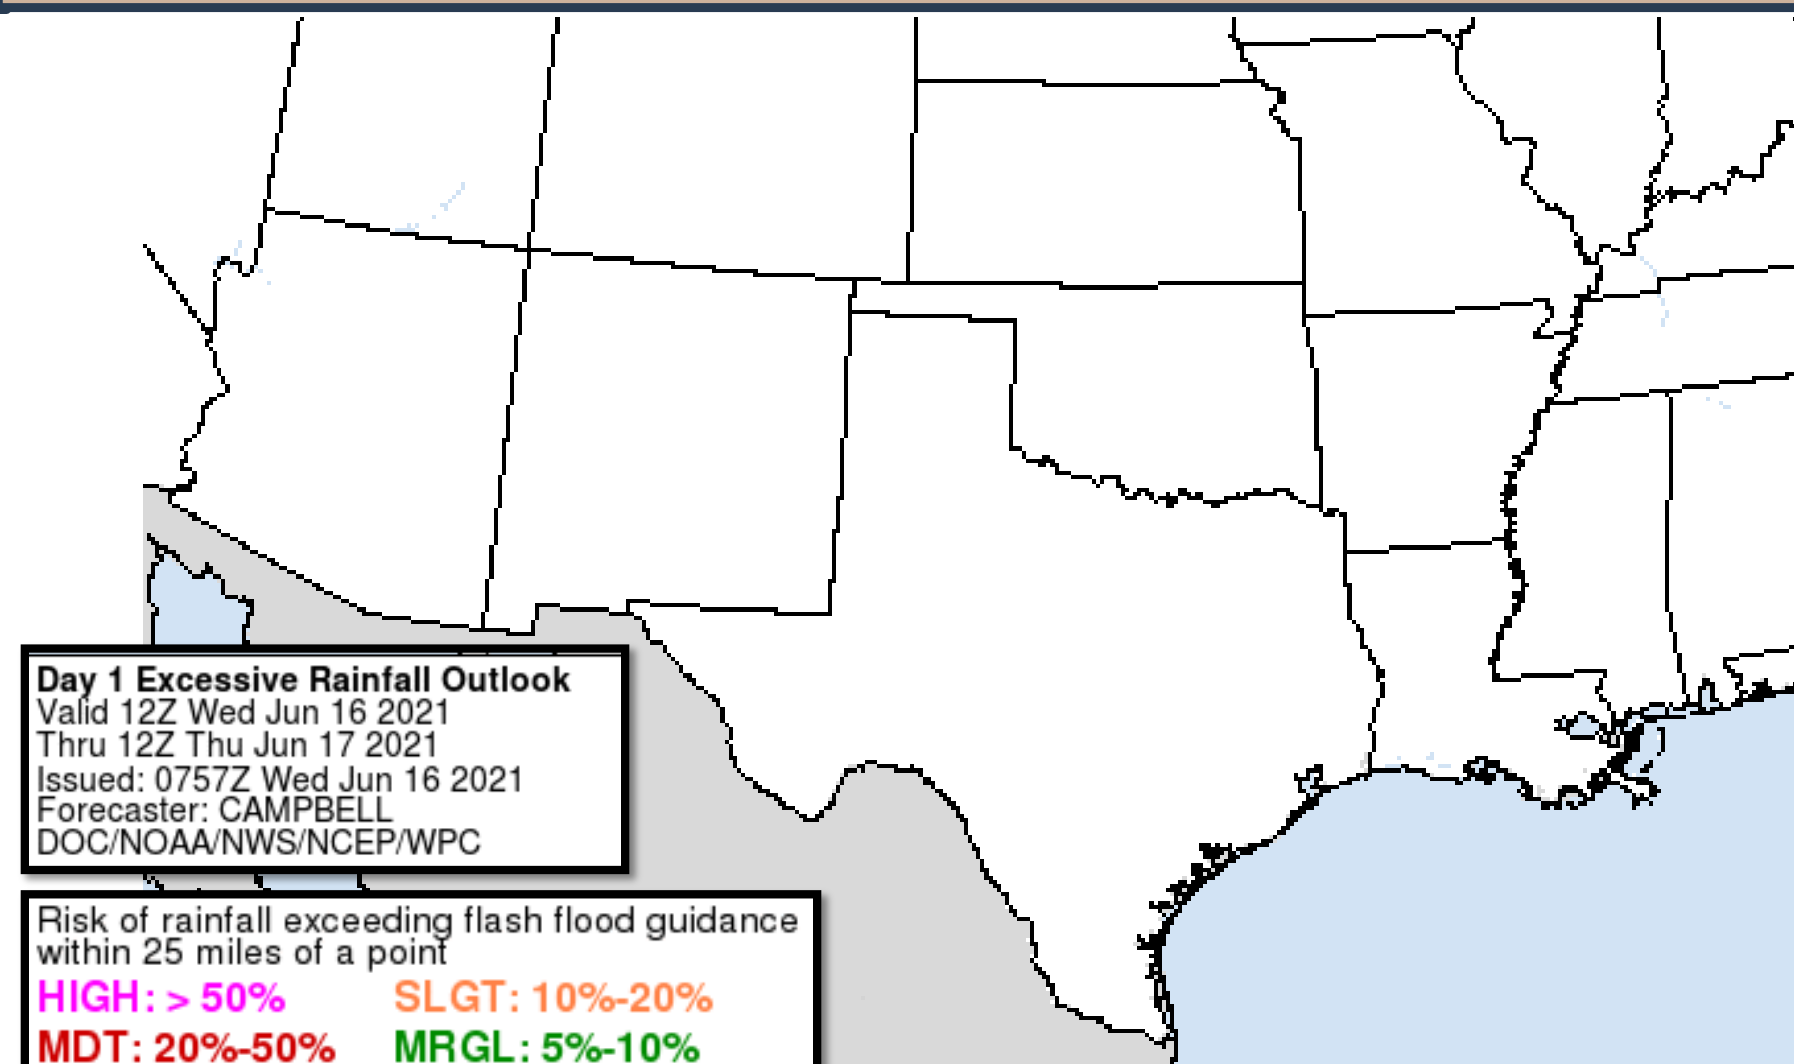 Day 1 Excessive Rainfall Outlook
Valid 12Z Wed Jun 16 2021
Thru 12Z Thu Jun 17 2021
Issued: 0757Z Wed Jun 16 2021
Forecaster: CAMPBELL
DOC/NOAA/NWS/NCEP/WPC
Risk of rainfall exceeding flash flood guidance
within 25 miles of a point
HIGH: > 50% SLGT: 10%-20%
MDT: 20%-50% MRGL: 5%-10%